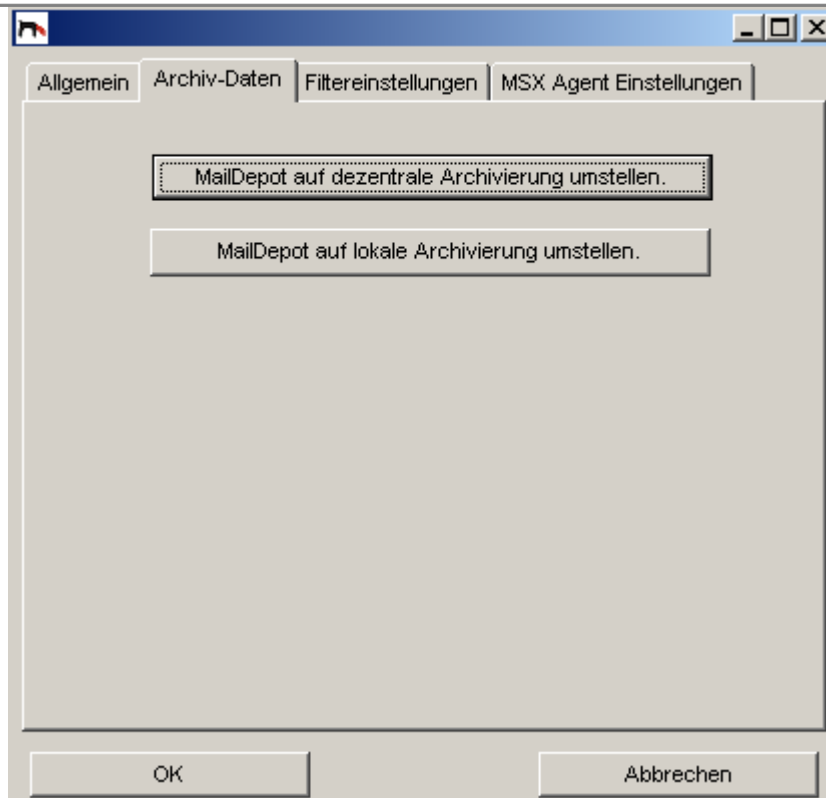 Allgemein Archiv-Daten Filtereinstellungen MSX Agent Einstellungen
MailDepot auf dezentrale Archivierung umstellen.
MailDepot auf lokale Archivierung umstellen.
OK Abbrechen